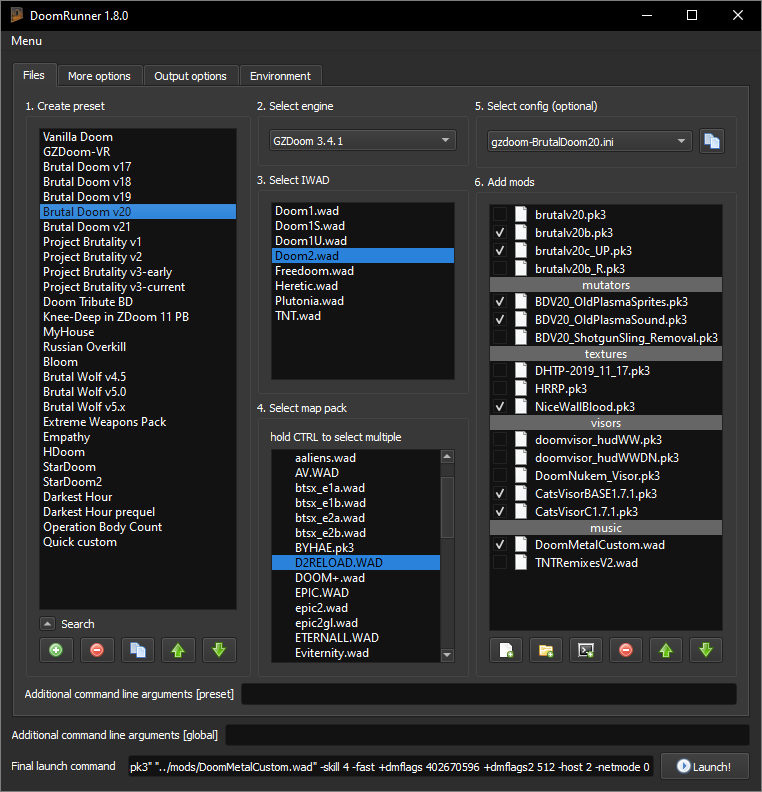 DoomRunner 1.8.0
Menu
Files
More options
Output options
Environment
1. Create preset
Vanilla Doom
GZDoom-VR
Brutal Doom v17
Brutal Doom v18
Brutal Doom v19
Brutal Doom v20
Brutal Doom v21
Project Brutality v1
Project Brutality v2
Project Brutality v3-early
Project Brutality v3-current
Doom Tribute BD
Knee-Deep in ZDoom 11 PB
MyHouse
Russian Overkill
Bloom
Brutal Wolf v4.5
Brutal Wolf v5.0
Brutal Wolf v5.x
Extreme Weapons Pack
Empathy
HDoom
StarDoom
StarDoom2
Darkest Hour
Darkest Hour prequel
Operation Body Count
Quick custom
Search
2. Select engine
GZDoom 3.4.1
3. Select IWAD
Doom1.wad
Doom1S.wad
Doom1U.wad
Doom2.wad
Freedoom.wad
Heretic.wad
Plutonia.wad
TNT.wad
4. Select map pack
hold CTRL to select multiple
aaliens.wad
AV.WAD
btsx_e1a.wad
btsx_e1b.wad
btsx_e2a.wad
btsx_e2b.wad
BYHAE.pk3
D2RELOAD.WAD
DOOM+.wad
EPIC.WAD
epic2.wad
epic2gl.wad
ETERNALL.WAD
Eviternity.wad
5. Select config (optional)
gzdoom-BrutalDoom20.ini
6. Add mods
brutalv20.pk3
brutalv20b.pk3
brutalv20c_UP.pk3
brutalv20b_R.pk3
mutators
BDV20_OldPlasmaSprites.pk3
BDV20_OldPlasmaSound.pk3
BDV20_ShotgunSling_Removal.pk3
textures
DHTP-2019_11_17.pk3
HRRP.pk3
NiceWallBlood.pk3
visors
doomvisor_hudWW.pk3
doomvisor_hudWWDN.pk3
DoomNukem_Visor.pk3
CatsVisorBASE1.7.1.pk3
CatsVisorC1.7.1.pk3
music
DoomMetalCustom.wad
TNTRemixesV2.wad
Additional command line arguments [preset]
Additional command line arguments [global]
Final launch command
pk3" "../mods/DoomMetalCustom.wad" -skill 4 -fast +dmflags 402670596 +dmflags2 512 -host 2 -netmode 0
Launch!